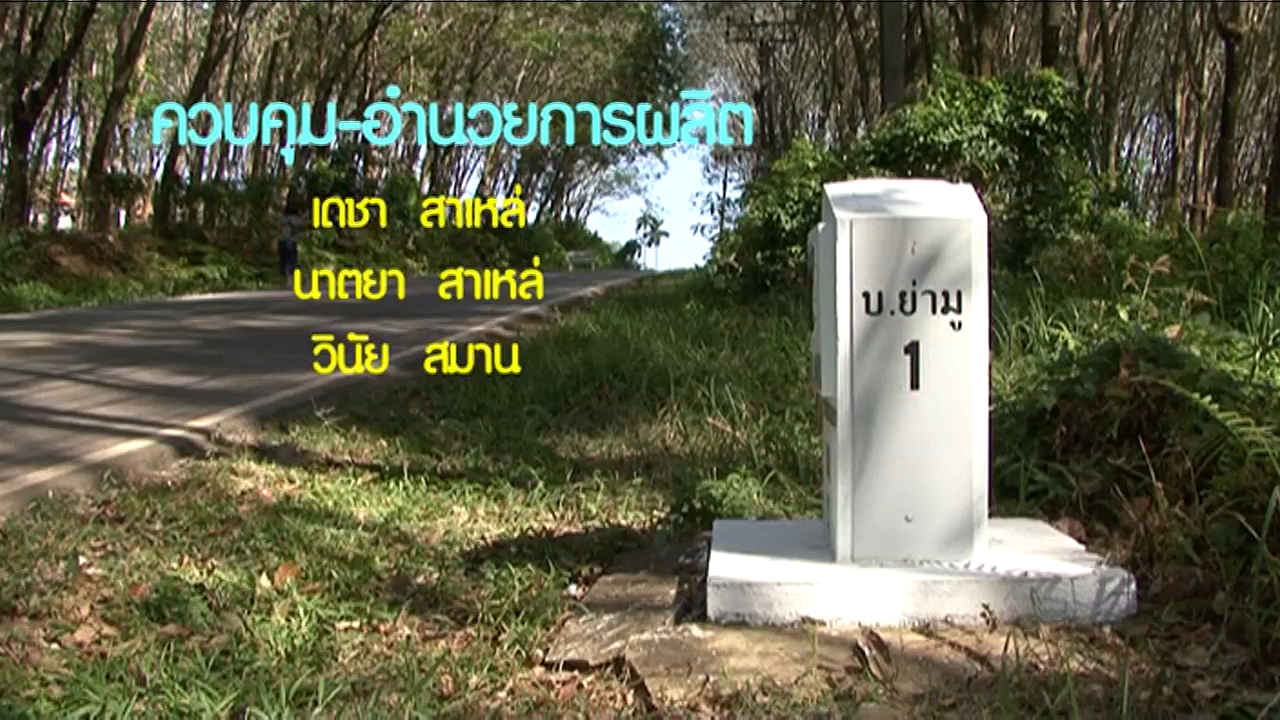 ควบคุม-อำนวยการผลิต
เดชา สาเหล่
นาตยา สาเหล่
วินัย สมาน
บ.ย่ามู
1